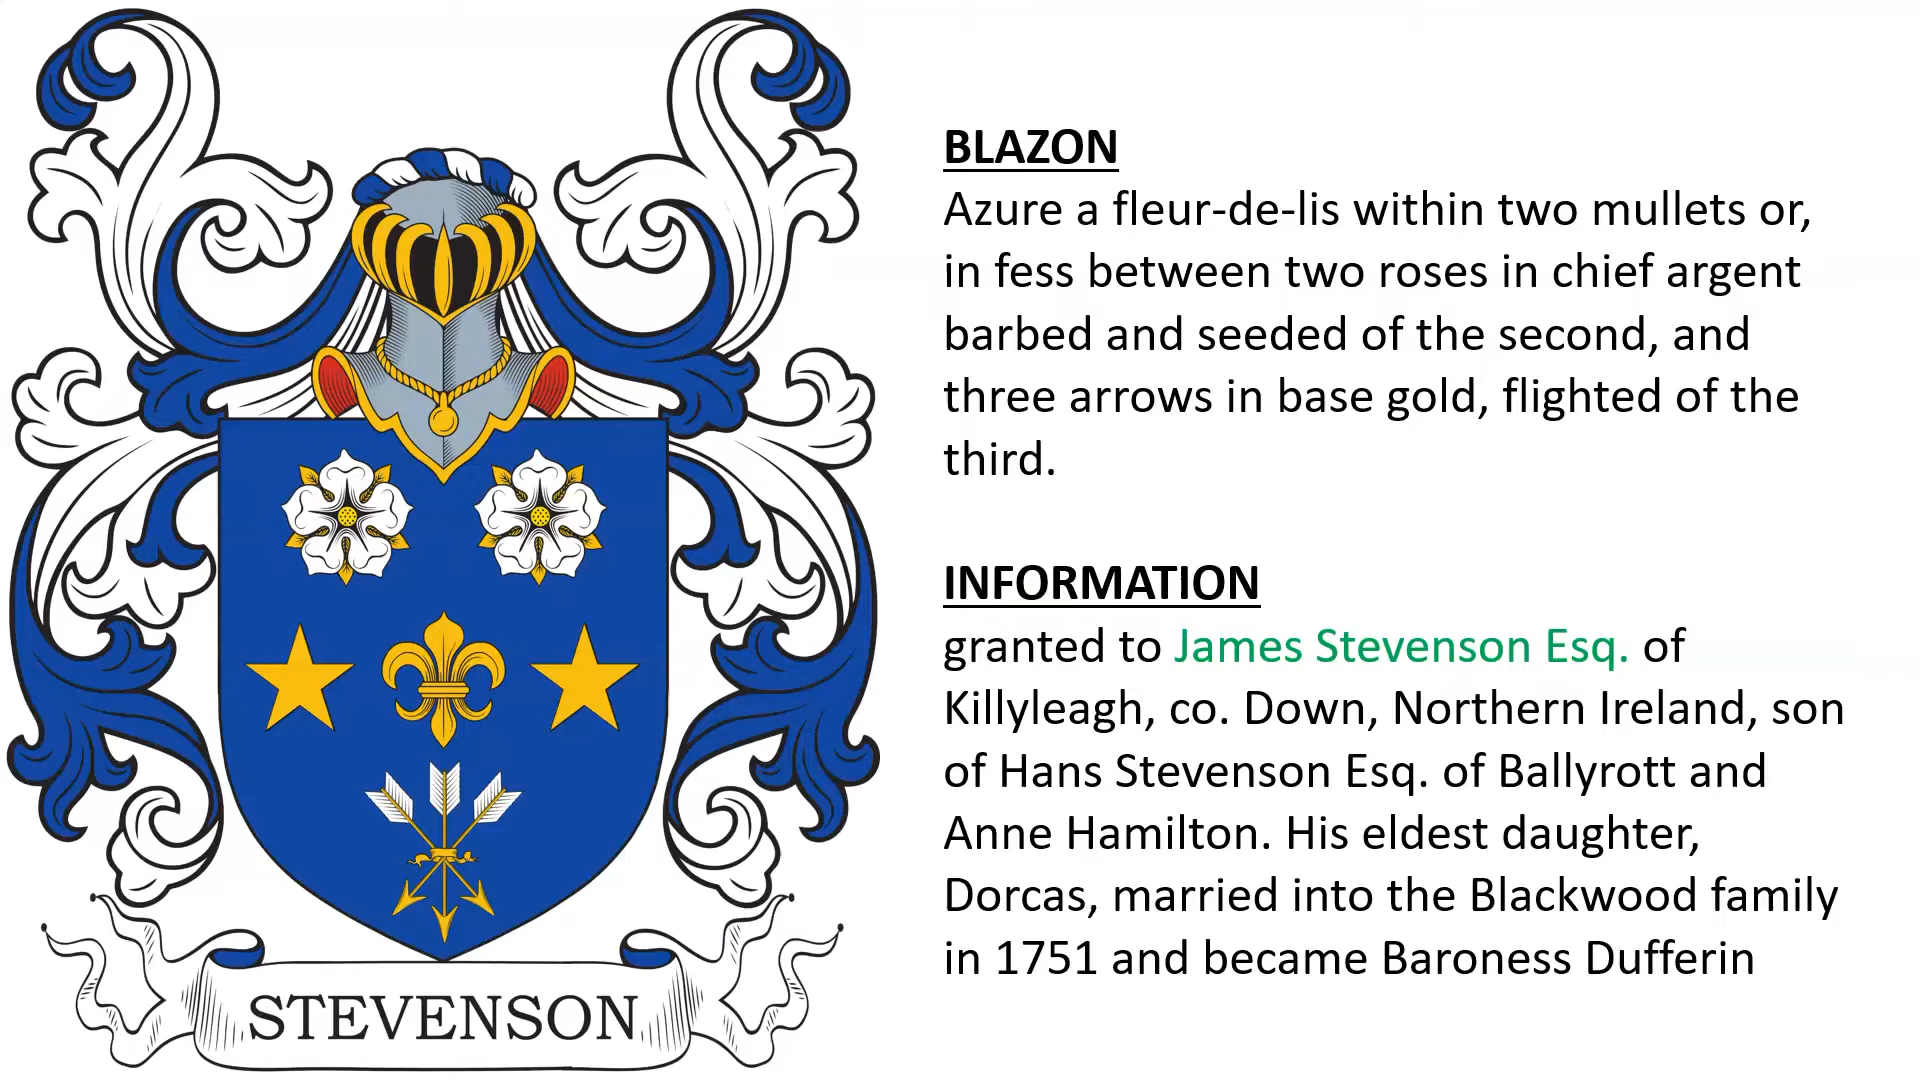 STEVENSON
BLAZON
Azure a fleur-de-lis within two mullets or,
in fess between two roses in chief argent
barbed and seeded of the second, and
three arrows in base gold, flighted of the
third.
INFORMATION
granted to James Stevenson Esq. of
Killyleagh, co. Down, Northern Ireland, son
of Hans Stevenson Esq. of Ballyrott and
Anne Hamilton. His eldest daughter,
Dorcas, married into the Blackwood family
in 1751 and became Baroness Dufferin